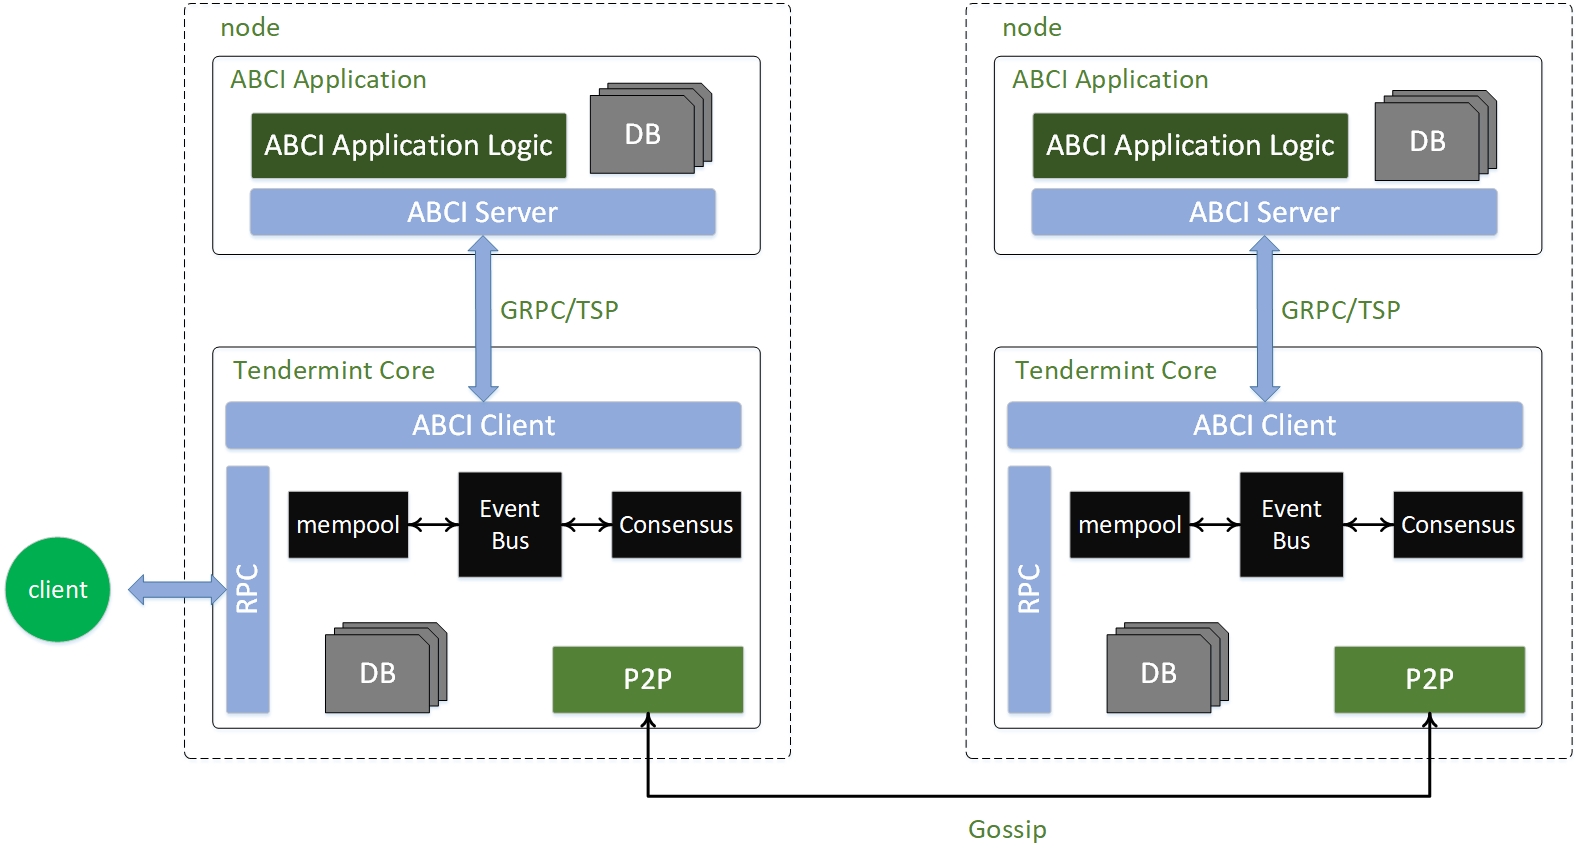 node
ABCI Application
ABCI Application Logic
DB
ABCI Server
GRPC/TSP
Tendermint Core
ABCI Client
mempool
Event
Bus
Consensus
RPC
DB
P2P
client
node
ABCI Application
ABCI Application Logic
DB
ABCI Server
GRPC/TSP
Tendermint Core
ABCI Client
mempool
Event
Bus
Consensus
RPC
DB
P2P
Gossip